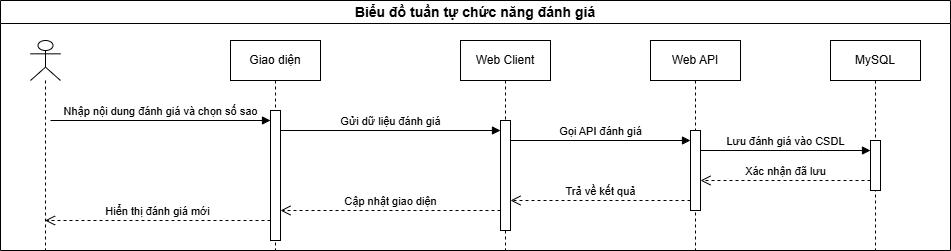 Biểu đồ tuần tự chức năng đánh giá
Giao diện
Web Client
Web API
MySQL
Nhập nội dung đánh giá và chọn số sao
Gửi dữ liệu đánh giá
Gọi API đánh giá
Lưu đánh giá vào CSDL
Xác nhận đã lưu
Trả về kết quả
Cập nhật giao diện
Hiển thị đánh giá mới